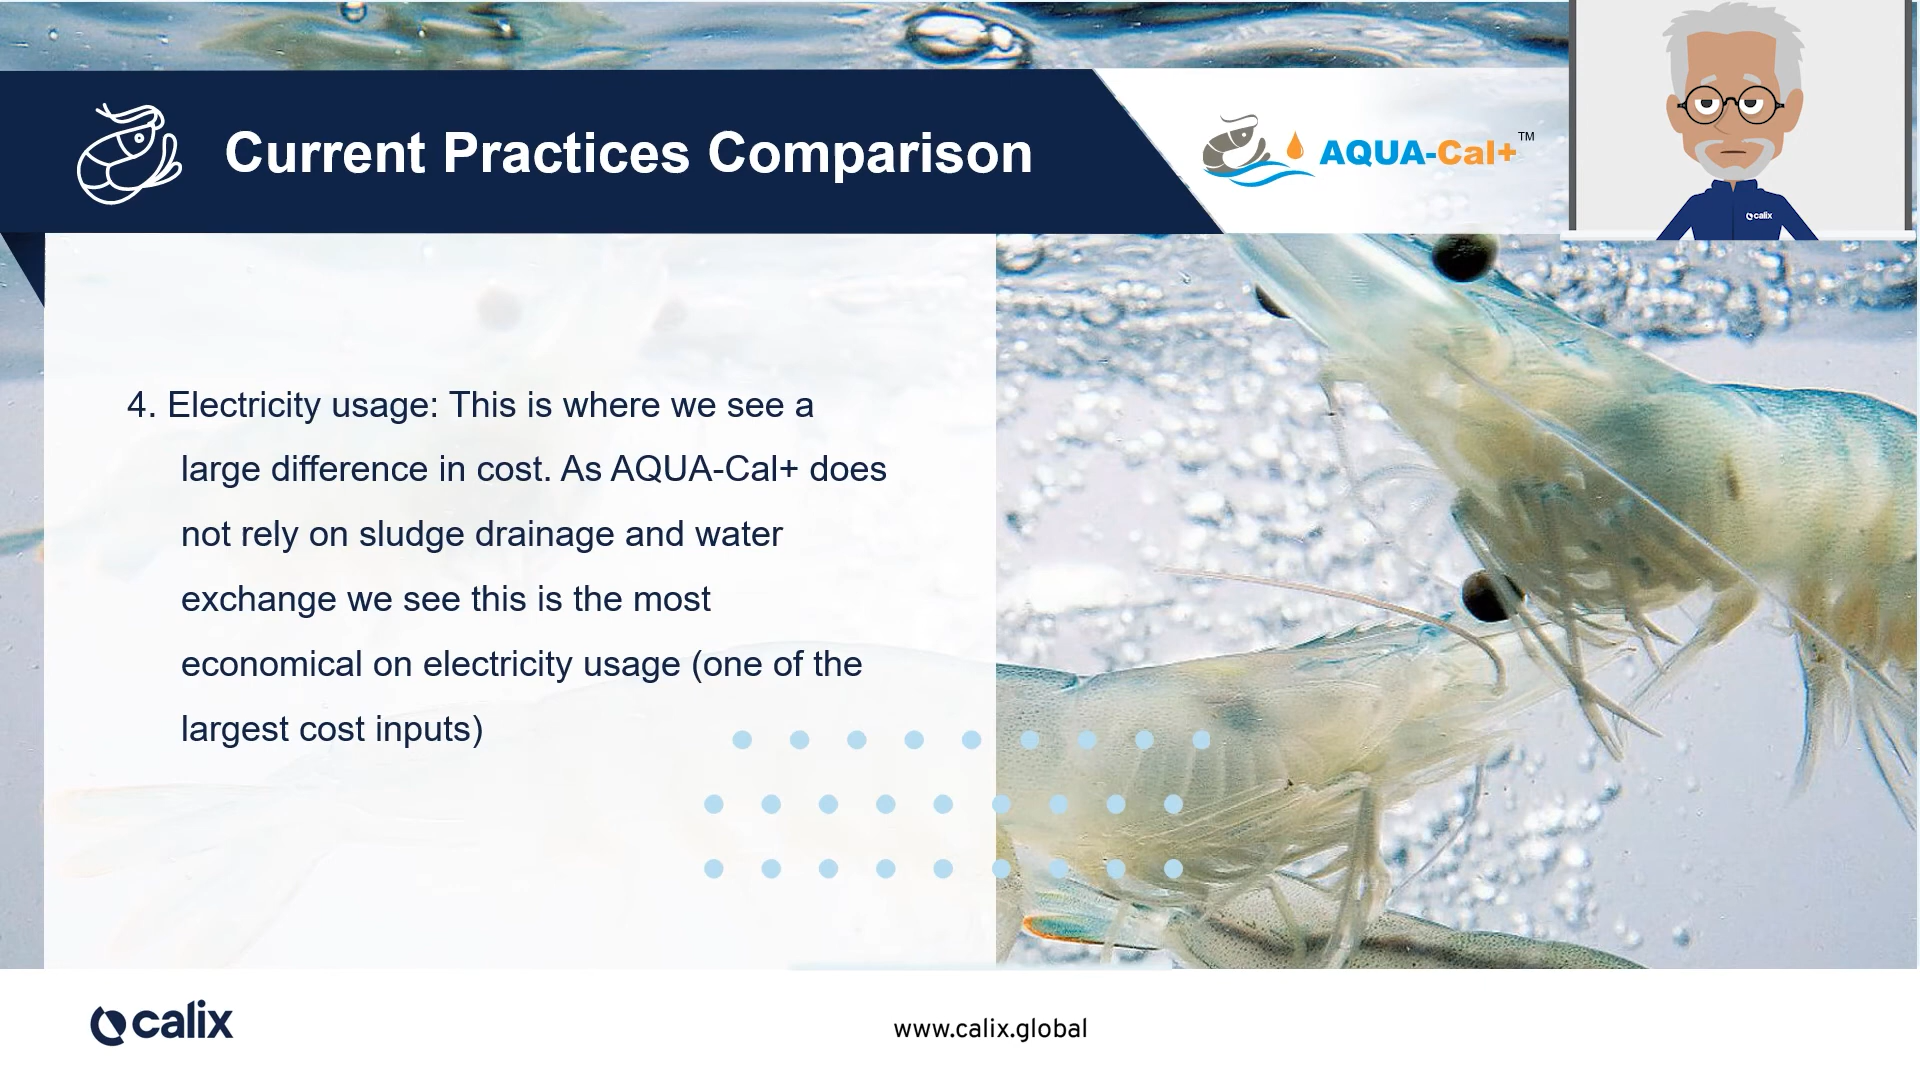 Current Practices Comparison
AQUA-Cal+™
calix
4. Electricity usage: This is where we see a
large difference in cost. As AQUA-Cal+ does
not rely on sludge drainage and water
exchange we see this is the most
economical on electricity usage (one of the
largest cost inputs)
calix
www.calix.global